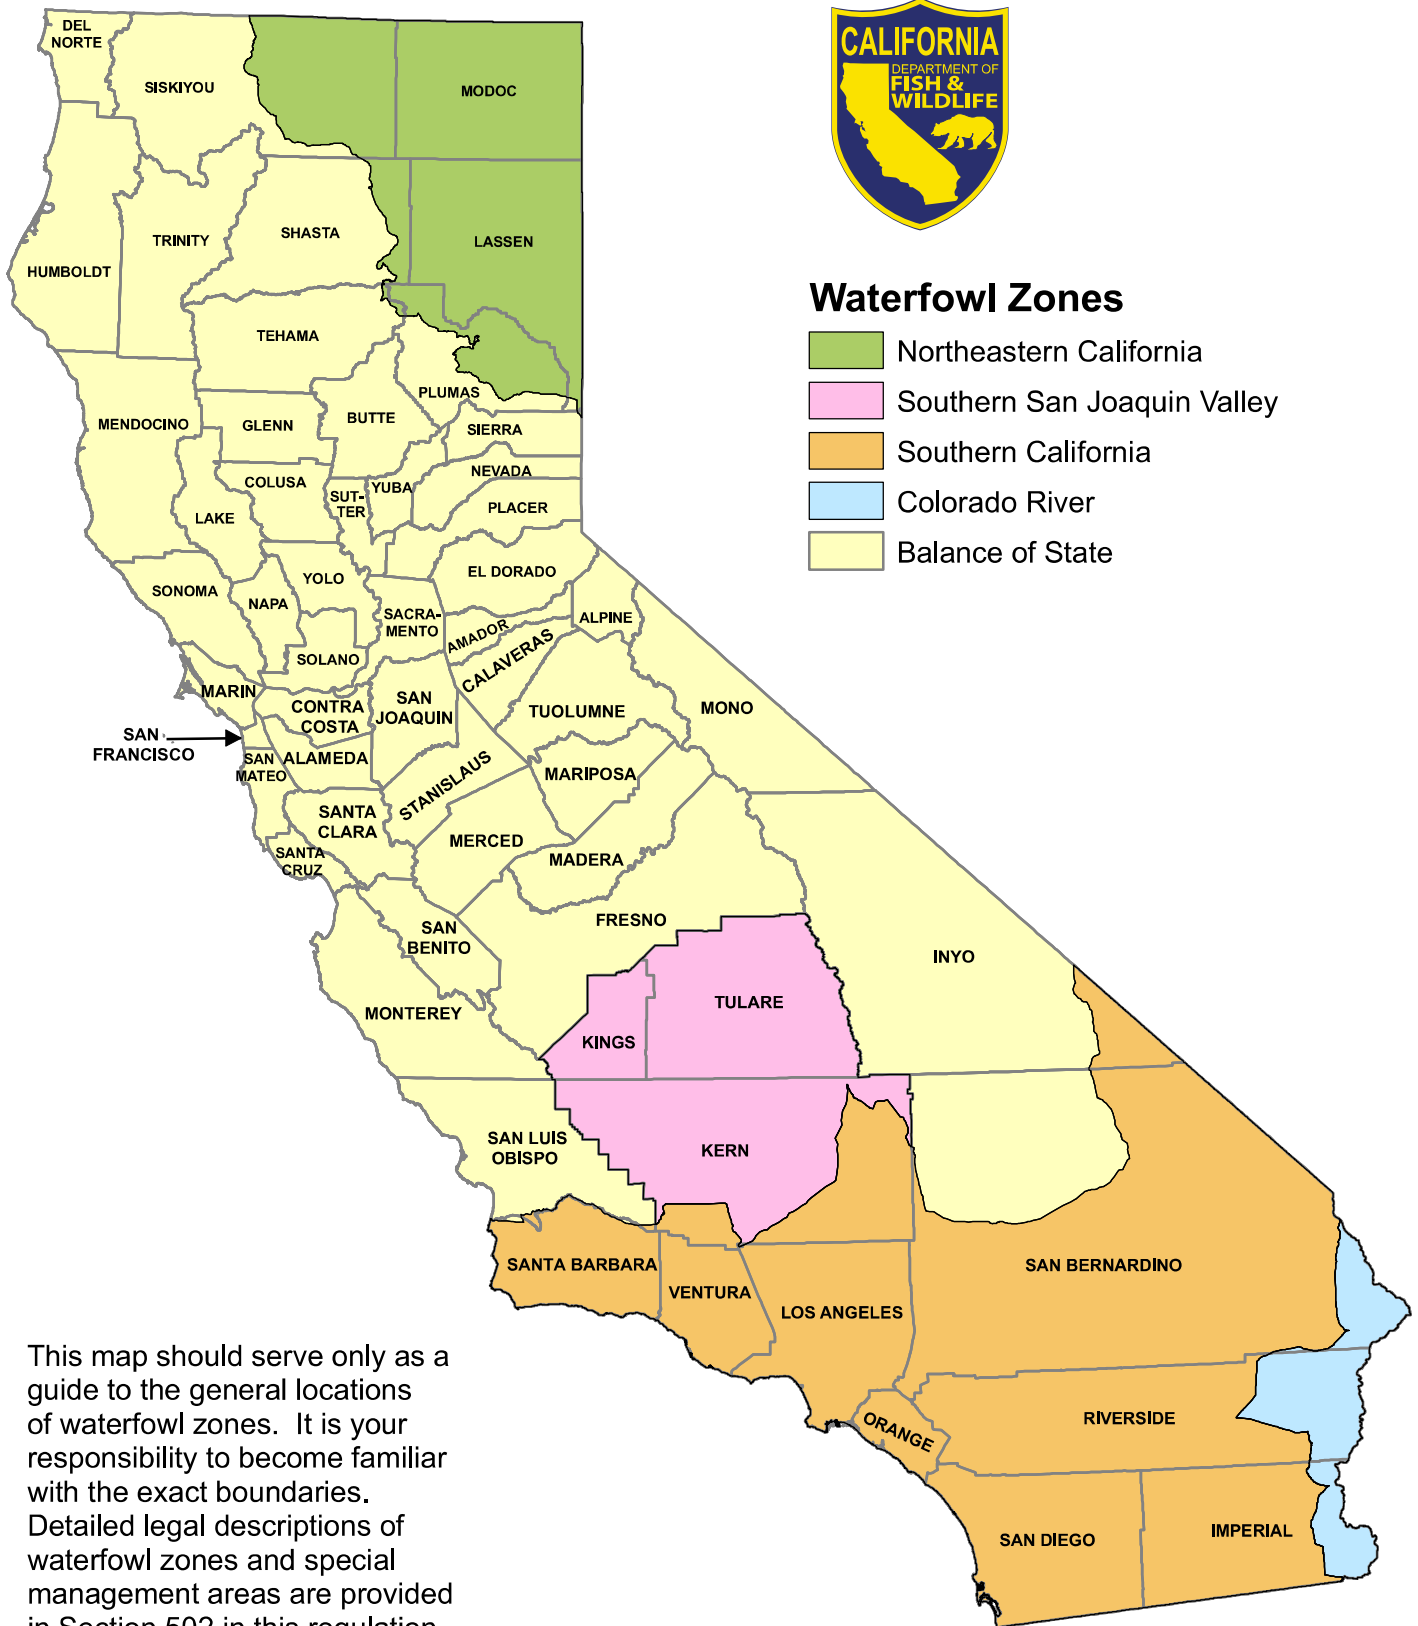 CALIFORNIA
DEPARTMENT OF
FISH &
WILDLIFE
Waterfowl Zones
Northeastern California
Southern San Joaquin Valley
Southern California
Colorado River
Balance of State
DEL
NORTE
SISKIYOU
MODOC
HUMBOLDT
TRINITY
SHASTA
LASSEN
TEHAMA
PLUMAS
MENDOCINO
GLENN
BUTTE
SIERRA
COLUSA
SUT-
TER
YUBA
NEVADA
LAKE
PLACER
SONOMA
NAPA
YOLO
EL DORADO
SACRA-
MENTO
AMADOR
ALPINE
SOLANO
CALAVERAS
MARIN
CONTRA
COSTA
SAN
JOAQUIN
TUOLUMNE
MONO
SAN
FRANCISCO
SAN
MATEO
ALAMEDA
STANISLAUS
MARIPOSA
SANTA
CLARA
MERCED
MADERA
SANTA
CRUZ
SAN
BENITO
FRESNO
INYO
MONTEREY
KINGS
TULARE
SAN LUIS
OBISPO
KERN
SANTA BARBARA
VENTURA
LOS ANGELES
SAN BERNARDINO
ORANGE
RIVERSIDE
SAN DIEGO
IMPERIAL
This map should serve only as a
guide to the general locations
of waterfowl zones.  It is your
responsibility to become familiar
with the exact boundaries.
Detailed legal descriptions of
waterfowl zones and special
management areas are provided
in Section 502 in this regulation